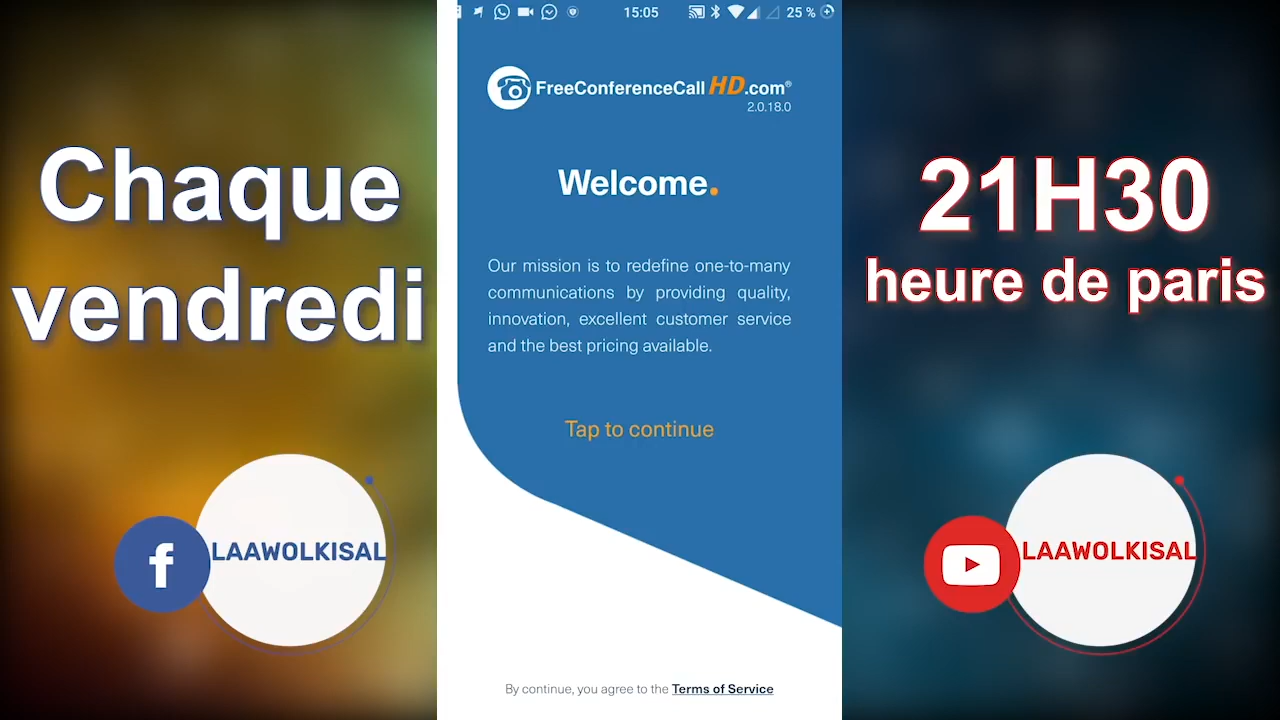 15:05
25 %
FreeConferenceCall HD.com®
2.0.18.0
Chaque
vendredi
Welcome.
Our mission is to redefine one-to-many
communications by providing quality,
innovation, excellent customer service
and the best pricing available.
Tap to continue
By continue, you agree to the Terms of Service
21H30
heure de paris
f
LAAWOLKISAL
LAAWOLKISAL